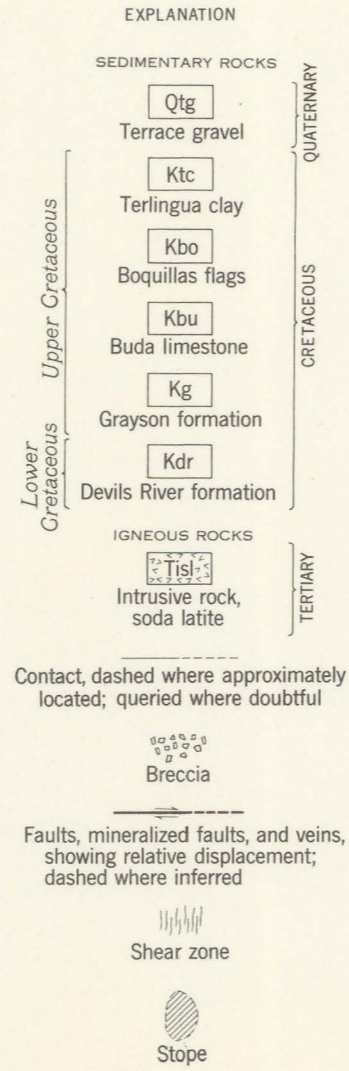 EXPLANATION
SEDIMENTARY ROCKS
Qtg
Terrace gravel
QUATERNARY
Ktc
Terlingua clay
Kbo
Boquillas flags
Kbu
Buda limestone
Kg
Grayson formation
Upper Cretaceous
Kdr
Devils River formation
Lower
Cretaceous
CRETACEOUS
IGNEOUS ROCKS
Tisl
Intrusive rock,
soda latite
TERTIARY
Contact, dashed where approximately
located; queried where doubtful
Breccia
Faults, mineralized faults, and veins,
showing relative displacement;
dashed where inferred
Shear zone
Stope